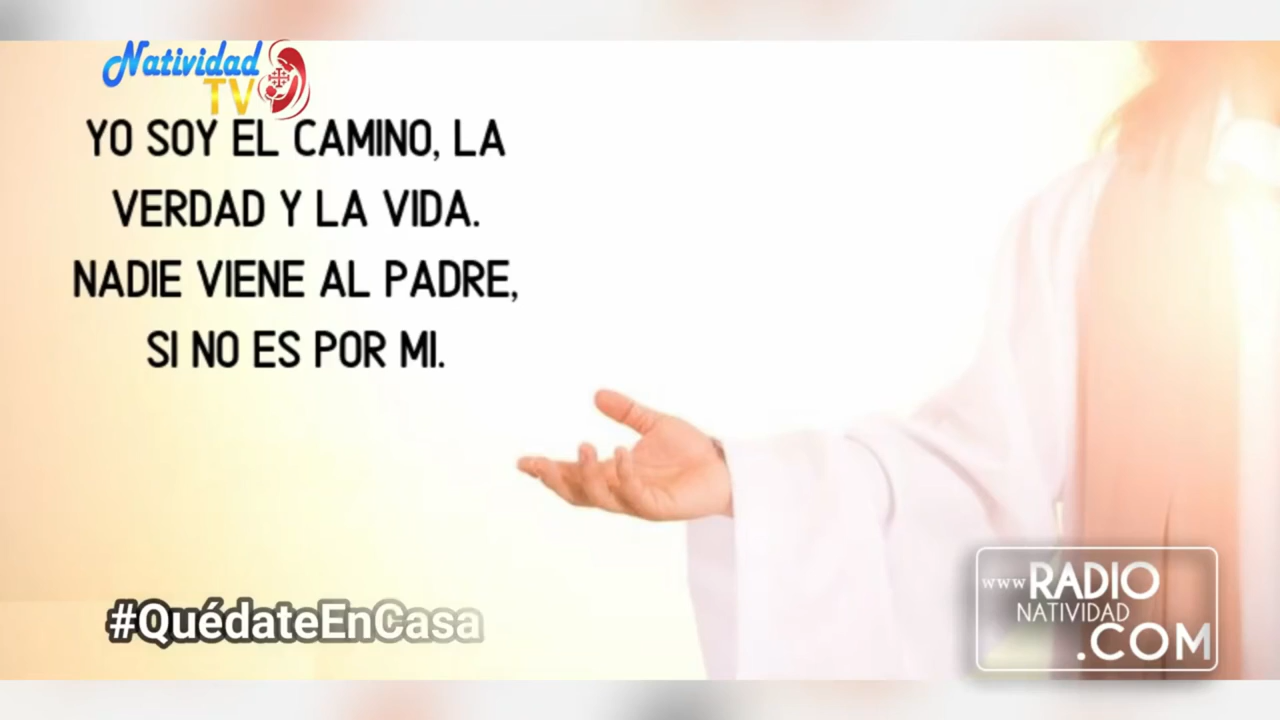 Natividad
TV
YO SOY EL CAMINO, LA
VERDAD Y LA VIDA.
NADIE VIENE AL PADRE,
SI NO ES POR MI.
#QuédateEnCasa
www RADIO
NATIVIDAD
.COM